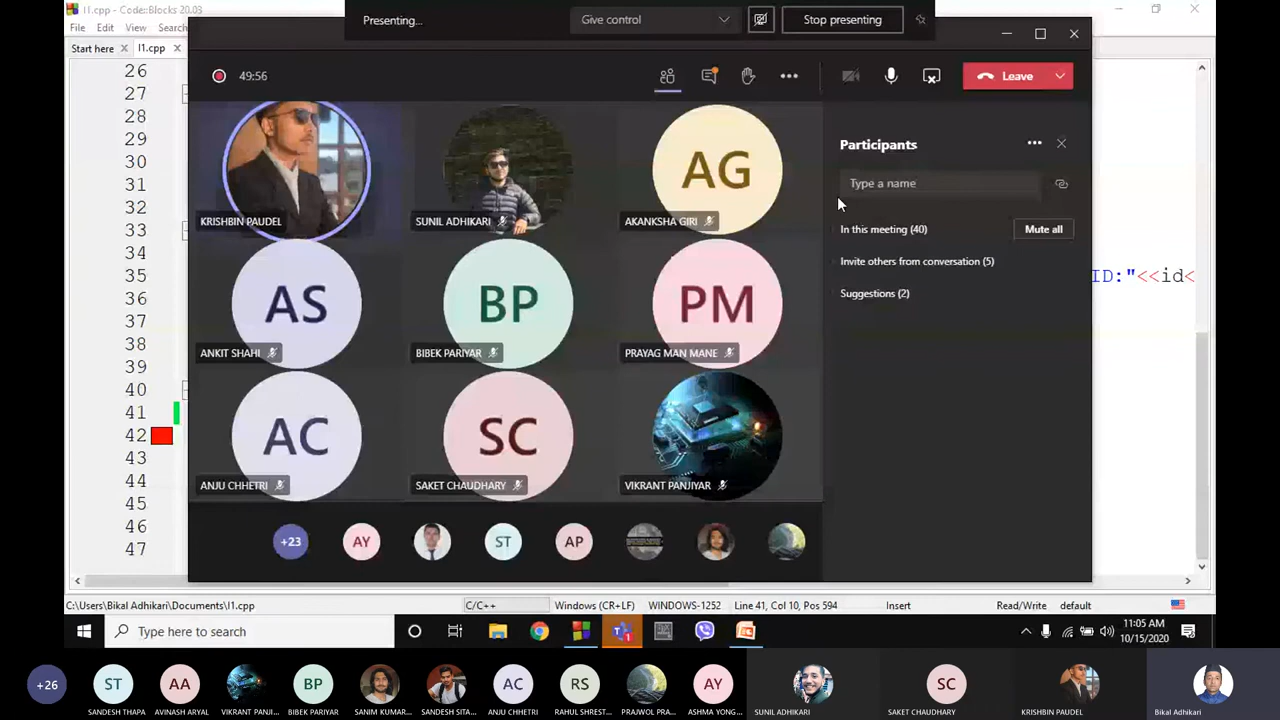 I1.cpp - Code::Blocks 20.03
File Edit View Search
Start here
I1.cpp
Presenting...
Give control
Stop presenting
49:56
Leave
KRISHBIN PAUDEL
SUNIL ADHIKARI
AG
AKANKSHA GIRI
AS
ANKIT SHAHI
BP
BIBEK PARIYAR
PM
PRAYAG MAN MANE
AC
ANJU CHHETRI
SC
SAKET CHAUDHARY
VIKRANT PANJIYAR
+23
AY
ST
AP
Participants
Type a name
In this meeting (40)
Mute all
Invite others from conversation (5)
Suggestions (2)
26
27
28
29
30
31
32
33
34
35
ID:"<<id<
36
37
38
39
40
41
42
43
44
45
46
47
C:\Users\Bikal Adhikari\Documents\I1.cpp
C/C++
Windows (CR+LF)
WINDOWS-1252
Line 41, Col 10, Pos 594
Insert
Read/Write
default
Type here to search
1
11:05 AM
10/15/2020
+26
ST
SANDESH THAPA
AA
AVINASH ARYAL
VIKRANT PANJI...
BP
BIBEK PARIYAR
SANIM KUMAR...
SANDESH SITA...
AC
ANJU CHHETRI
RS
RAHUL SHREST...
PRAJWOL PRA...
AY
ASHMA YONG...
SUNIL ADHIKARI
SC
SAKET CHAUDHARY
KRISHBIN PAUDEL
Bikal Adhikari